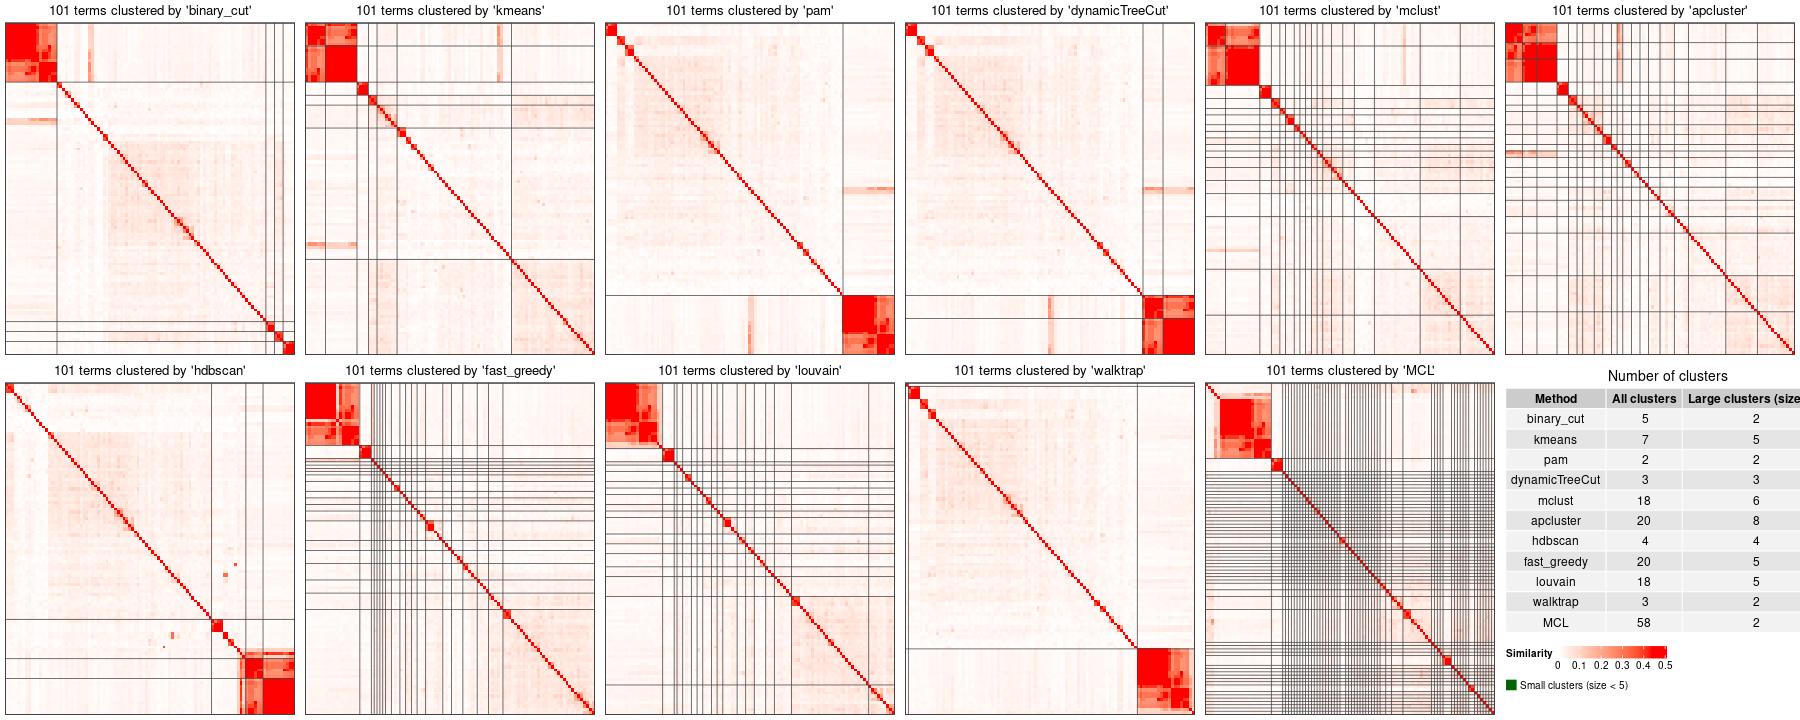 101 terms clustered by 'binary_cut'
101 terms clustered by 'kmeans'
101 terms clustered by 'pam'
101 terms clustered by 'dynamicTreeCut'
101 terms clustered by 'mclust'
101 terms clustered by 'apcluster'
101 terms clustered by 'hdbscan'
101 terms clustered by 'fast_greedy'
101 terms clustered by 'louvain'
101 terms clustered by 'walktrap'
101 terms clustered by 'MCL'
Number of clusters
Method All clusters Large clusters (size
binary_cut 5 2
kmeans 7 5
pam 2 2
dynamicTreeCut 3 3
mclust 18 6
apcluster 20 8
hdbscan 4 4
fast_greedy 20 5
louvain 18 5
walktrap 3 2
MCL 58 2
Similarity
0 0.1 0.2 0.3 0.4 0.5
Small clusters (size < 5)